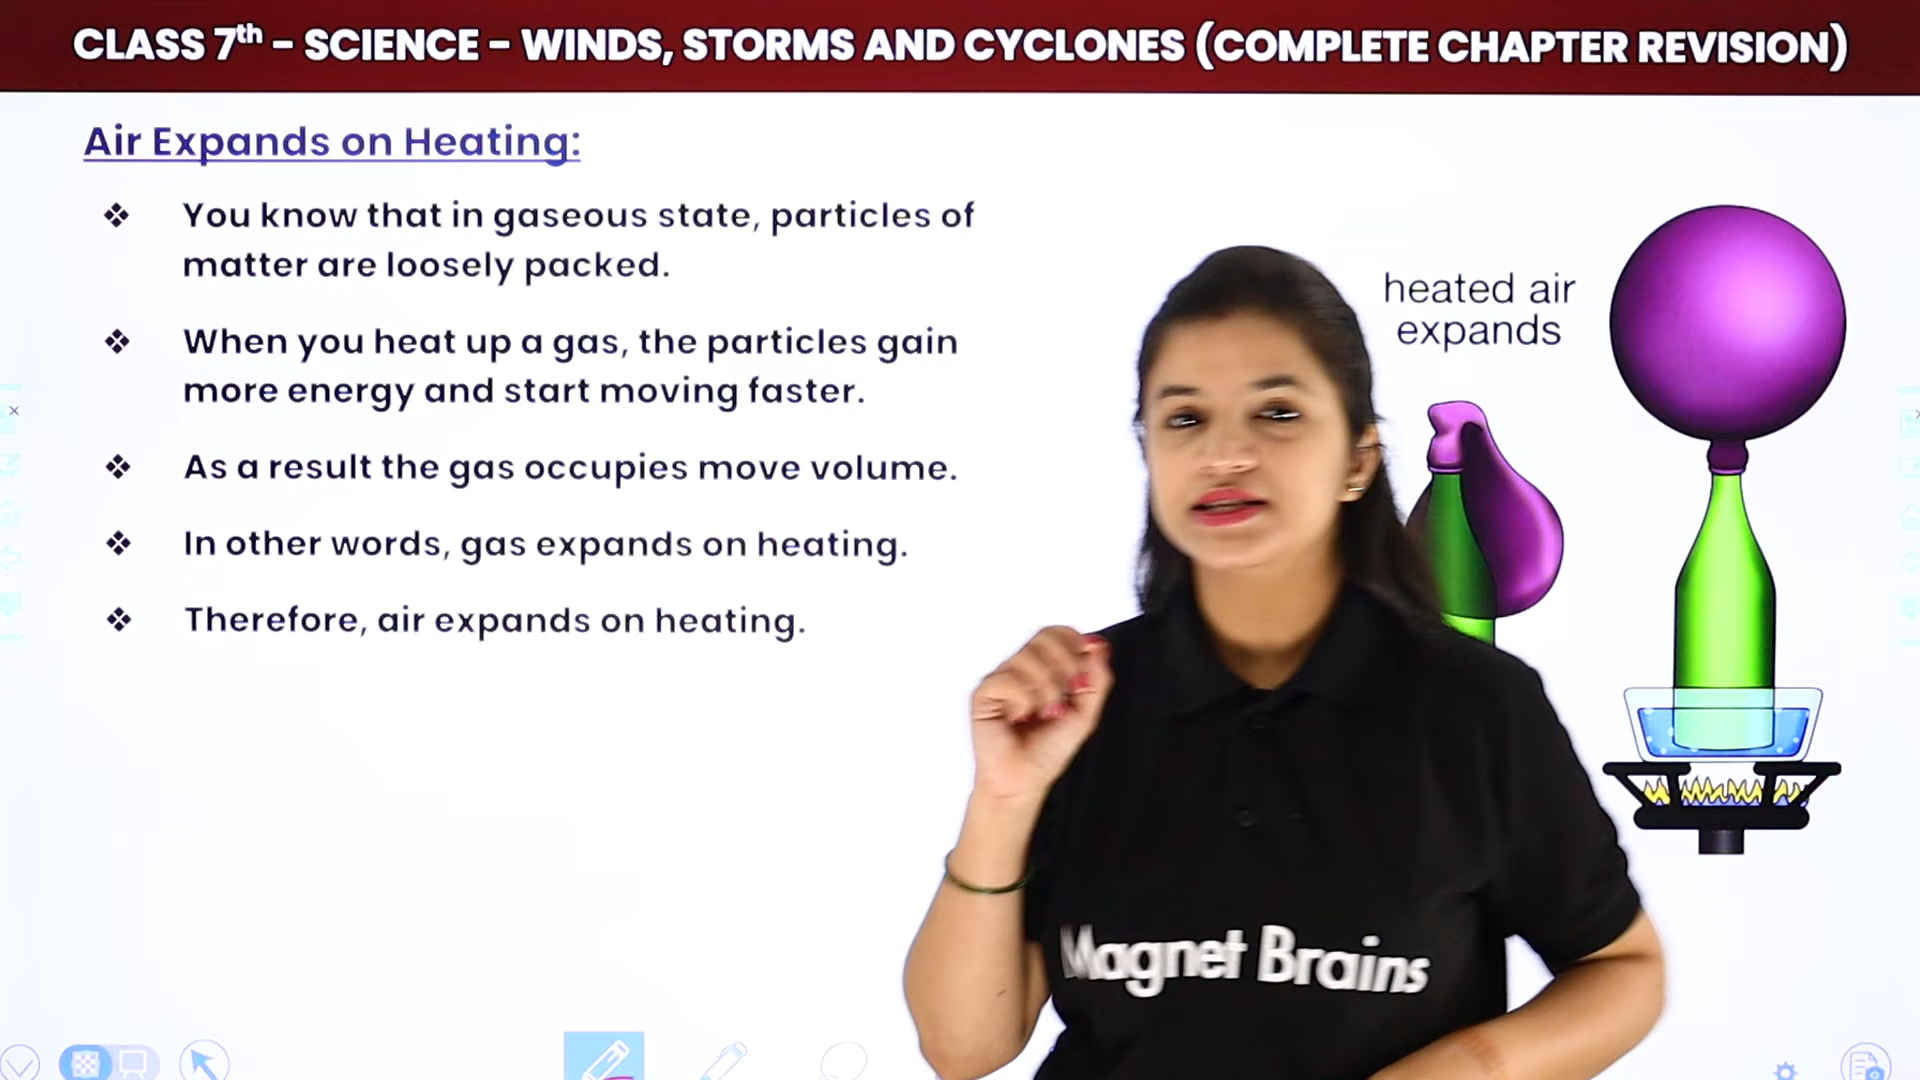 CLASS 7th - SCIENCE - WINDS, STORMS AND CYCLONES (COMPLETE CHAPTER REVISION)
Air Expands on Heating:
❖ You know that in gaseous state, particles of
matter are loosely packed.
❖ When you heat up a gas, the particles gain
more energy and start moving faster.
❖ As a result the gas occupies move volume.
❖ In other words, gas expands on heating.
❖ Therefore, air expands on heating.
heated air
expands
Magnet Brains